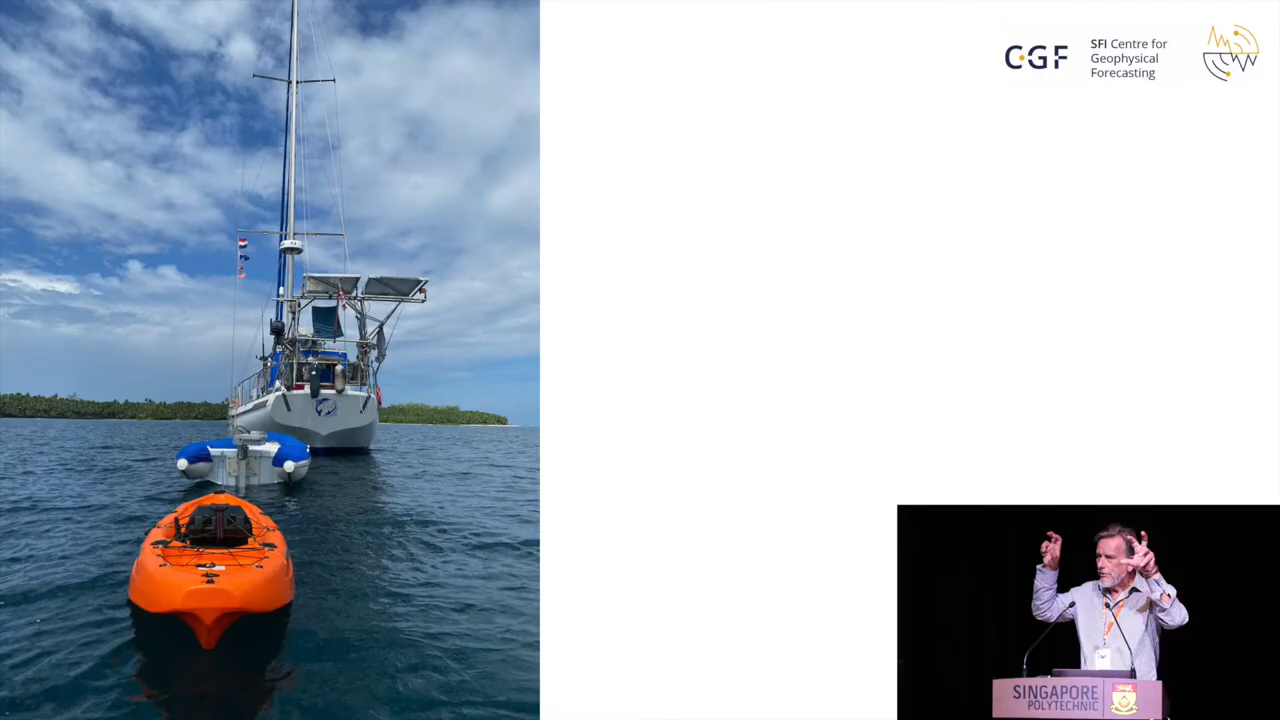 CGF
SFI Centre for
Geophysical
Forecasting
SINGAPORE
POLYTECHNIC